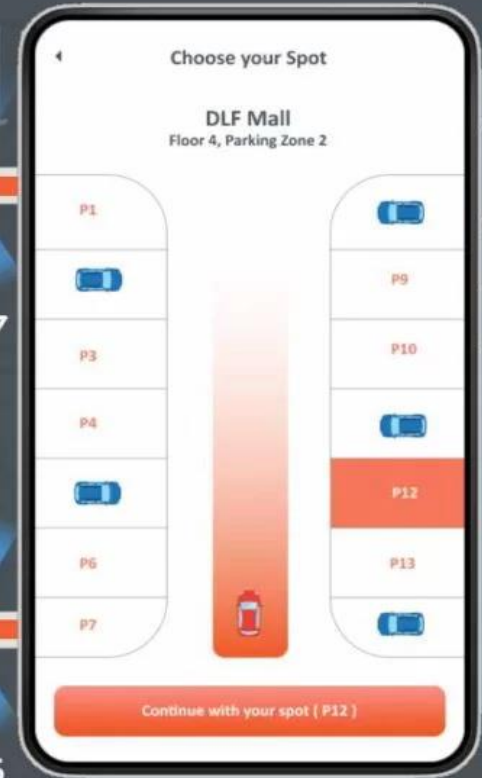 Choose your Spot
DLF Mall
Floor 4, Parking Zone 2
P1
P9
P3
P10
P4
P12
P6
P13
P7
Continue with your spot ( P12 )